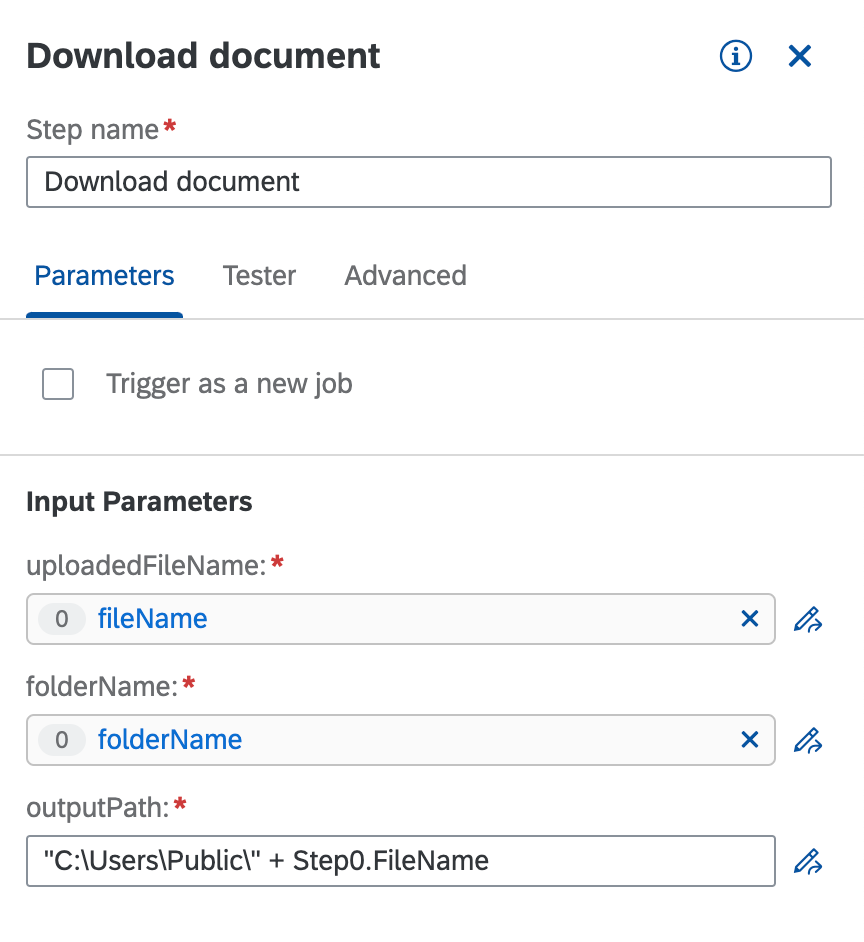 Download document
Step name*
Download document
Parameters Tester Advanced
Trigger as a new job
Input Parameters
uploadedFileName:*
0 fileName
folderName:*
0 folderName
outputPath:*
"C:\Users\Public\" + Step0.FileName